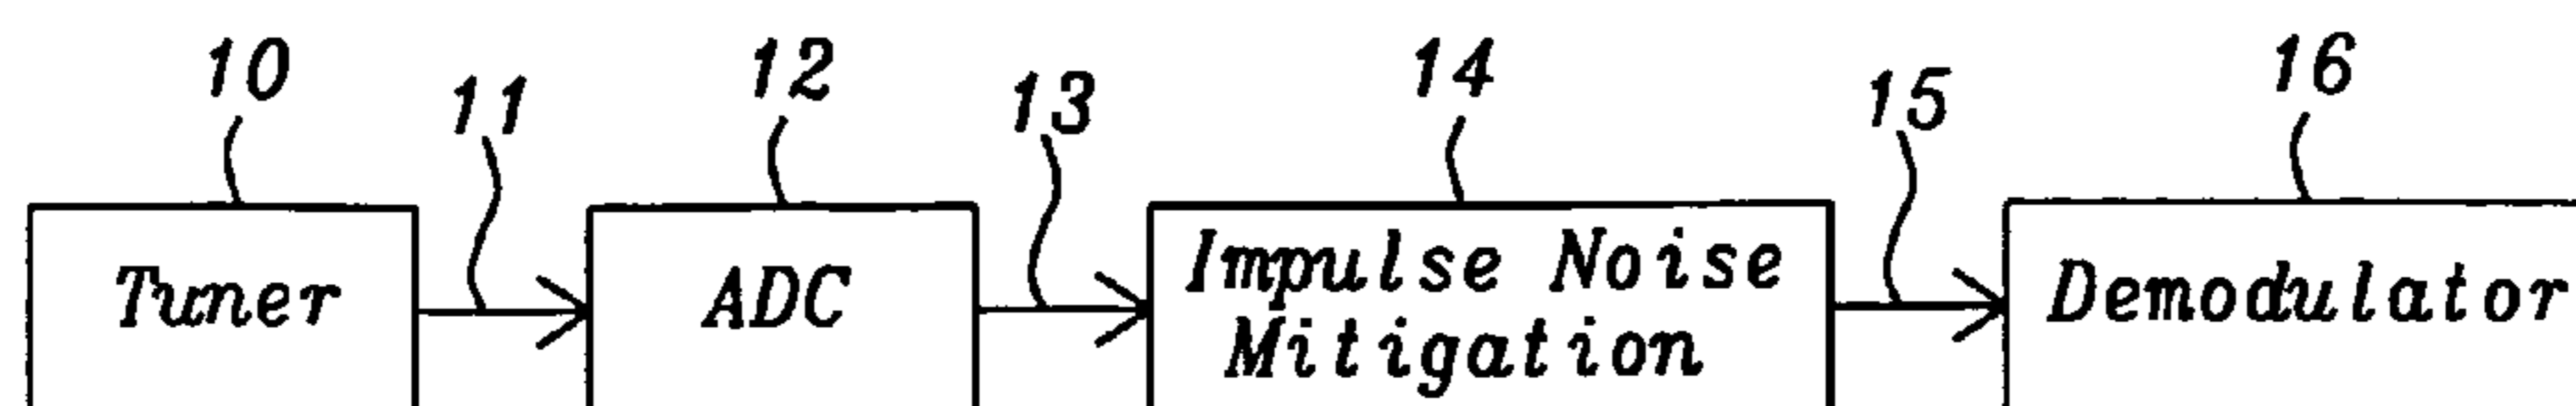 10 11 12 13 14 15 16
Tuner ADC Impulse Noise Demodulator
Mitigation